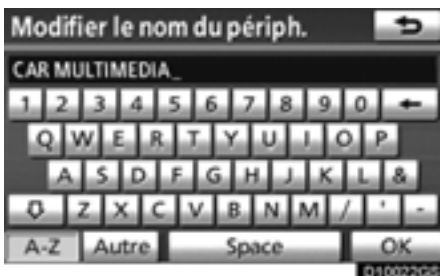 Modifier le nom du périph.
CAR MULTIMEDIA_
1 2 3 4 5 6 7 8 9 0
Q W E R T Y U I O P
A S D F G H J K L &
Z X C V B N M / ' -
A-Z Autre Space OK